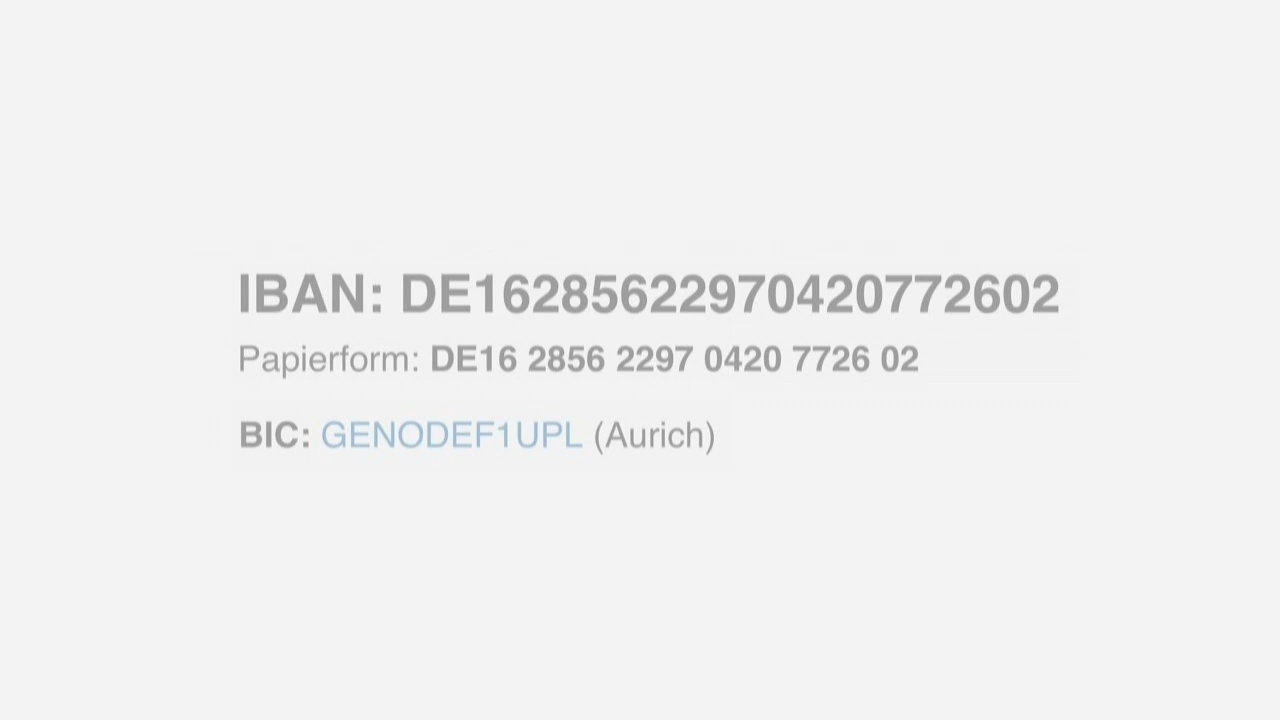 IBAN: DE16285622970420772602
Papierform: DE16 2856 2297 0420 7726 02
BIC: GENODEF1UPL (Aurich)